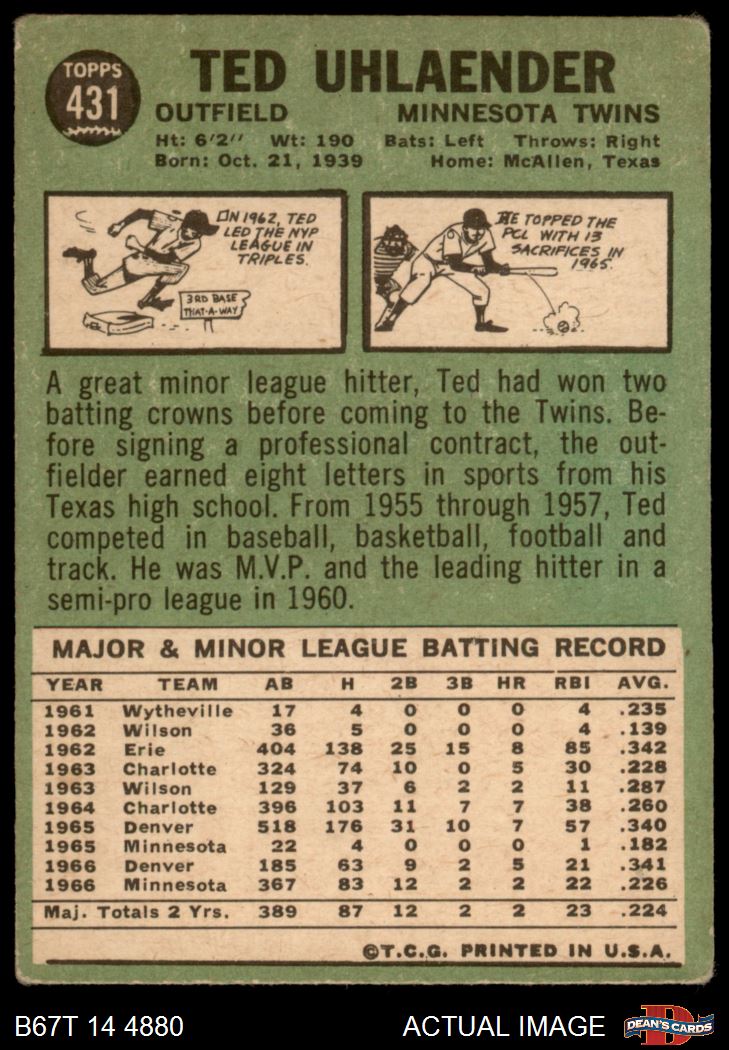 TOPPS
431
TED UHLAENDER
OUTFIELD MINNESOTA TWINS
Ht: 6'2" Wt: 190 Bats: Left Throws: Right
Born: Oct. 21, 1939 Home: McAllen, Texas
ON 1962, TED
LED THE NYP
LEAGUE IN
TRIPLES.
3RD BASE
THAT-A-WAY
HE TOPPED THE
PCL WITH 13
SACRIFICES IN
1965.
A great minor league hitter, Ted had won two
batting crowns before coming to the Twins. Be-
fore signing a professional contract, the out-
fielder earned eight letters in sports from his
Texas high school. From 1955 through 1957, Ted
competed in baseball, basketball, football and
track. He was M.V.P. and the leading hitter in a
semi-pro league in 1960.
MAJOR & MINOR LEAGUE BATTING RECORD
YEAR TEAM AB H 2B 3B HR RBI AVG.
1961 Wytheville 17 4 0 0 0 4 .235
1962 Wilson 36 5 0 0 0 4 .139
1962 Erie 404 138 25 15 8 85 .342
1963 Charlotte 324 74 10 0 5 30 .228
1963 Wilson 129 37 6 2 2 11 .287
1964 Charlotte 396 103 11 7 7 38 .260
1965 Denver 518 176 31 10 7 57 .340
1965 Minnesota 22 4 0 0 0 1 .182
1966 Denver 185 63 9 2 5 21 .341
1966 Minnesota 367 83 12 2 2 22 .226
Maj. Totals 2 Yrs. 389 87 12 2 2 23 .224
©T.C.G. PRINTED IN U.S.A.
B67T 14 4880 ACTUAL IMAGE
D
DEAN'S CARDS